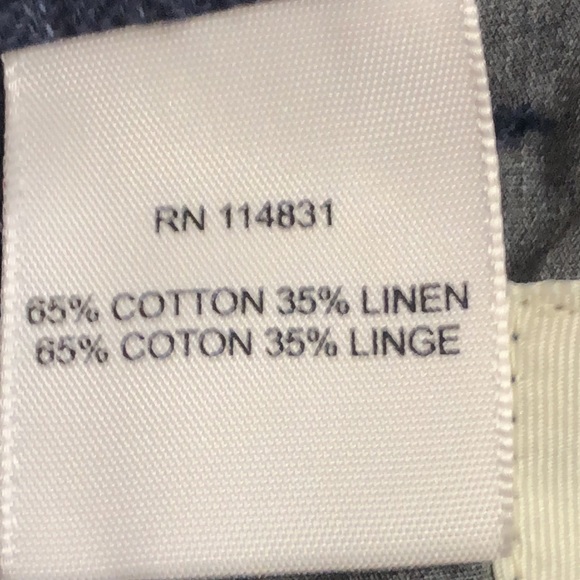 RN 114831
65% COTTON 35% LINEN
65% COTON 35% LINGE